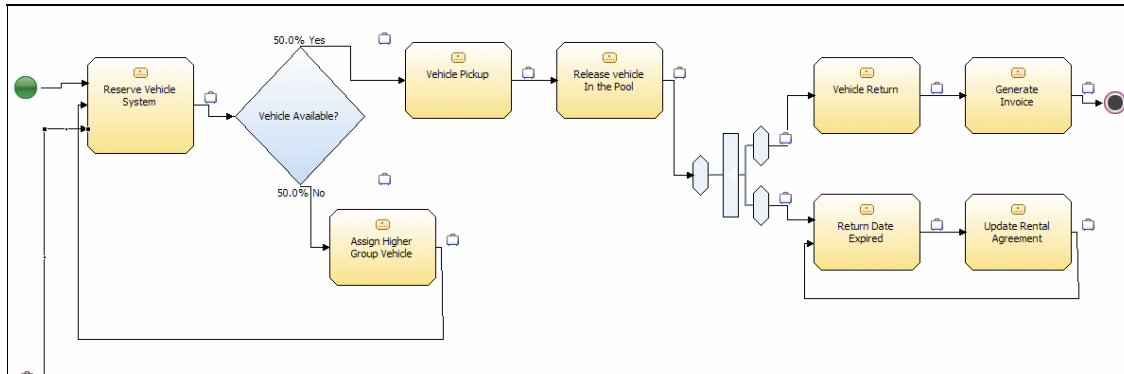 50.0% Yes
Reserve Vehicle
System
Vehicle Available?
50.0% No
Vehicle Pickup
Release vehicle
In the Pool
Assign Higher
Group Vehicle
Vehicle Return
Generate
Invoice
Return Date
Expired
Update Rental
Agreement